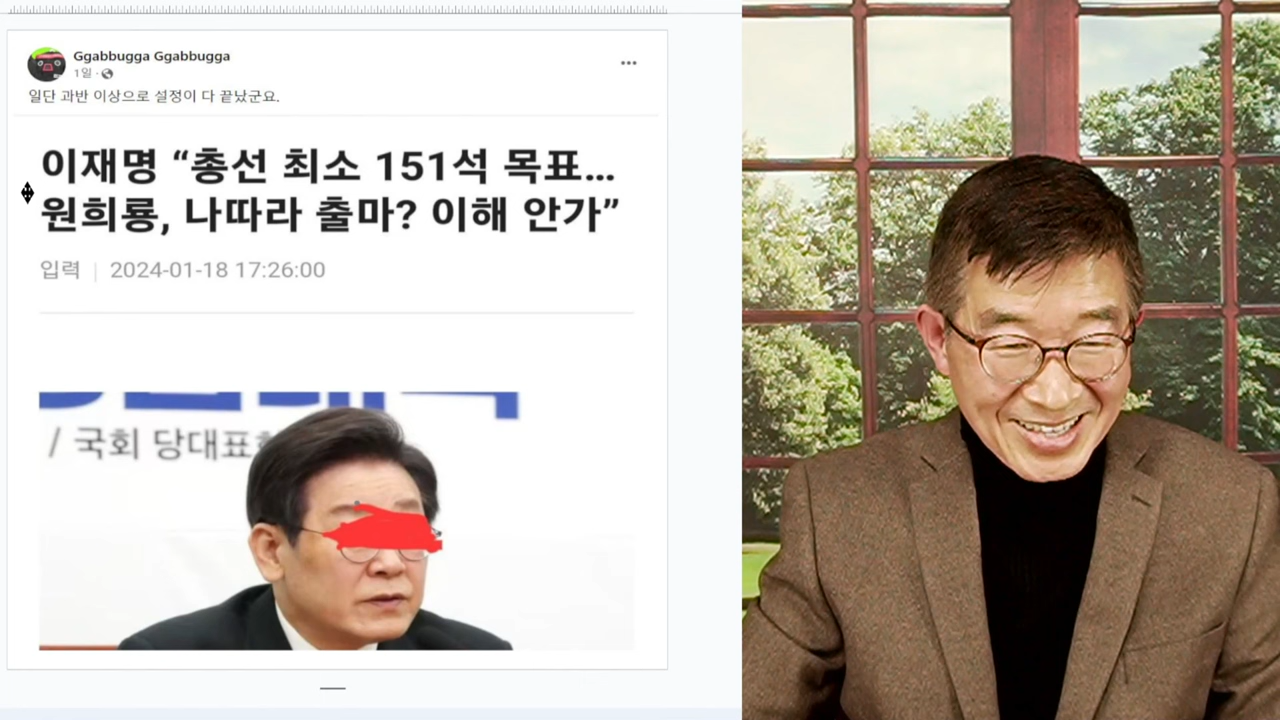 Ggabbugga Ggabbugga
1일
일단 과반 이상으로 설정이 다 끝났군요.
이재명 “총선 최소 151석 목표…
원희룡, 나따라 출마? 이해 안가”
입력 | 2024-01-18 17:26:00
/ 국회 당대표